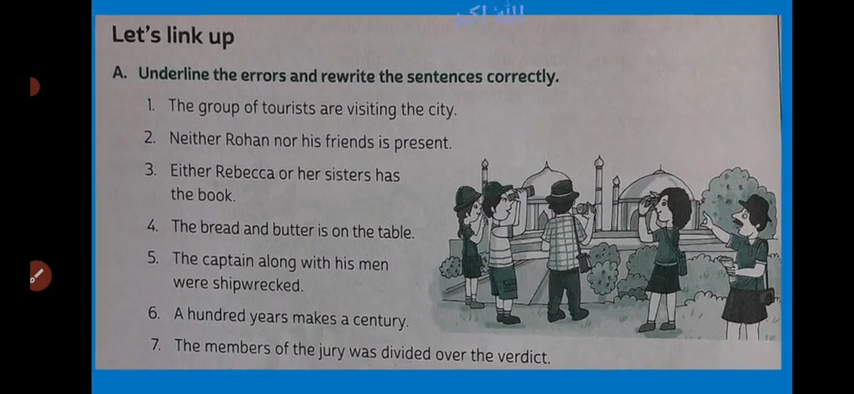 الله اكبر
Let's link up
A. Underline the errors and rewrite the sentences correctly.
1. The group of tourists are visiting the city.
2. Neither Rohan nor his friends is present.
3. Either Rebecca or her sisters has
the book.
4. The bread and butter is on the table.
5. The captain along with his men
were shipwrecked.
6. A hundred years makes a century.
7. The members of the jury was divided over the verdict.